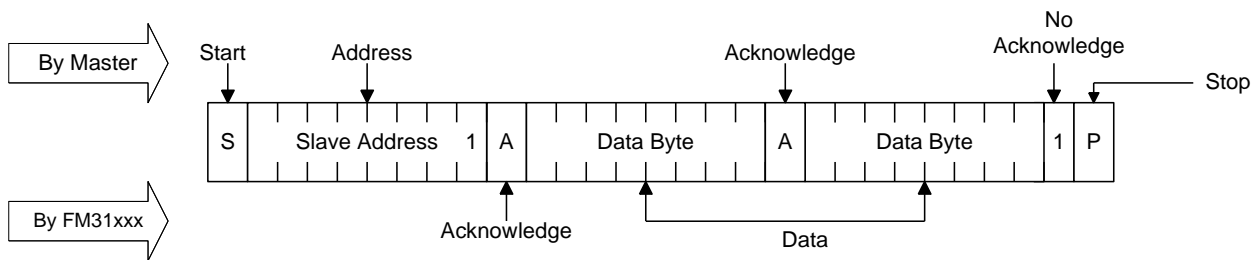 No
Acknowledge
By Master
Start
Address
Acknowledge
Stop
S
Slave Address 1
A
Data Byte
A
Data Byte
1
P
By FM31xxx
Acknowledge
Data